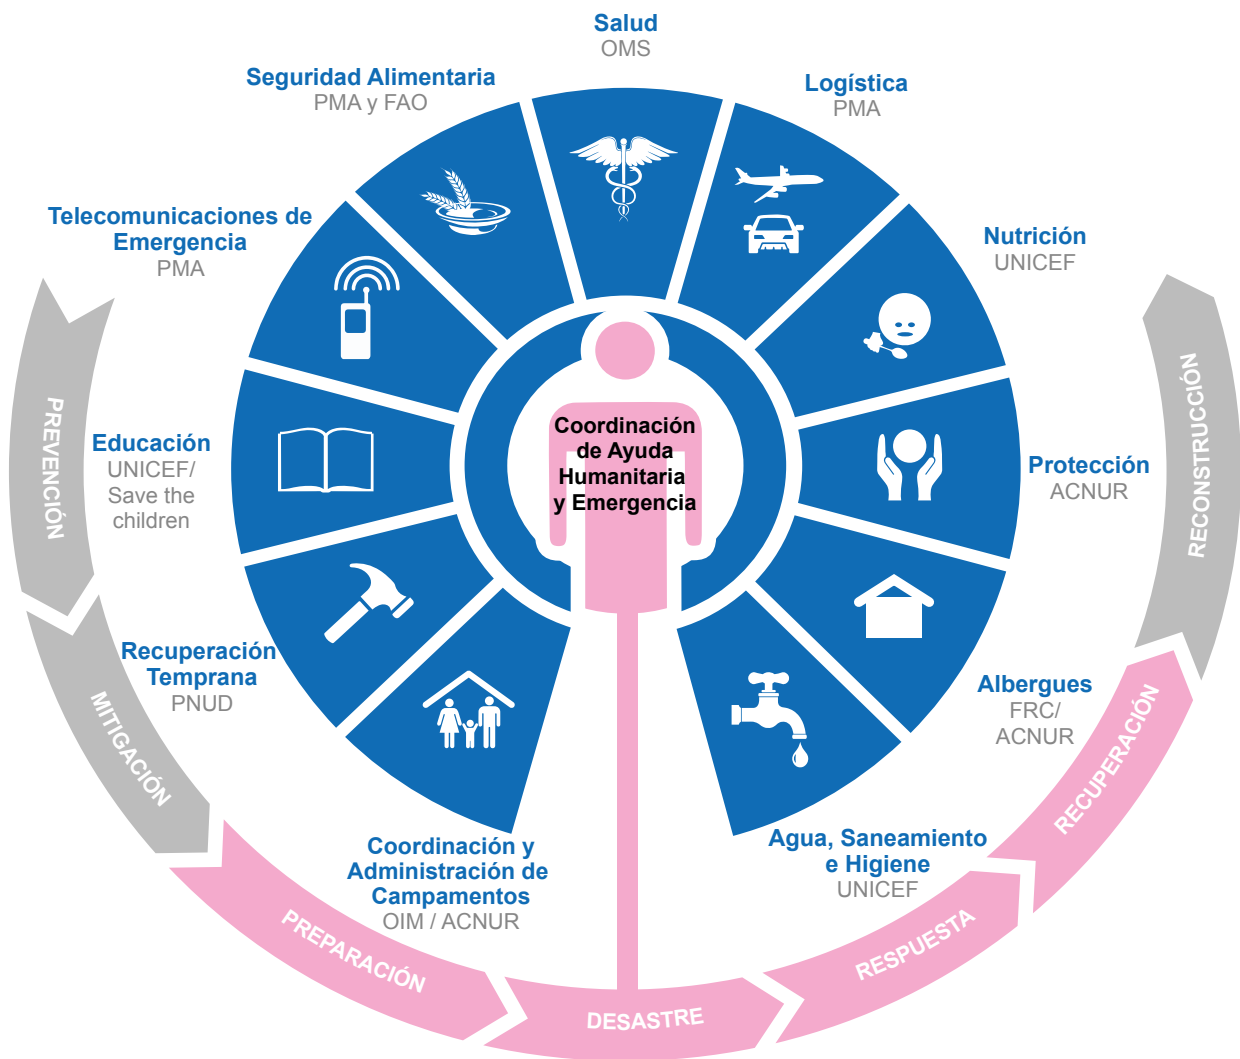 Salud
OMS
Seguridad Alimentaria
PMA y FAO
Logística
PMA
Telecomunicaciones de
Emergencia
PMA
Nutrición
UNICEF
Educación
UNICEF/
Save the
children
Coordinación
de Ayuda
Humanitaria
y Emergencia
Protección
ACNUR
Recuperación
Temprana
PNUD
Albergues
FRC/
ACNUR
Coordinación y
Administración de
Campamentos
OIM / ACNUR
Agua, Saneamiento
e Higiene
UNICEF
PREVENCIÓN
MITIGACIÓN
PREPARACIÓN
DESASTRE
RESPUESTA
RECUPERACIÓN
RECONSTRUCCIÓN